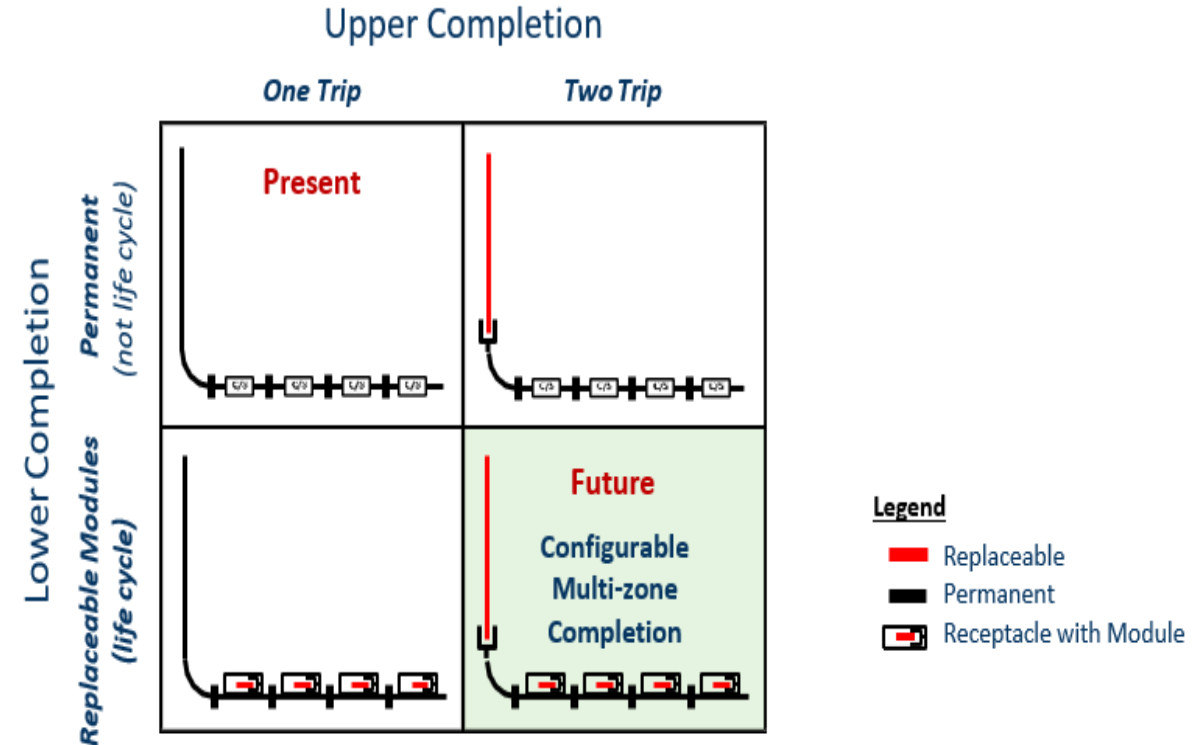 Upper Completion
One Trip
Two Trip
Lower Completion
Permanent
(not life cycle)
Present
C/S C/S C/S C/S
C/S C/S C/S C/S
Replaceable Modules
(life cycle)
Future
Configurable
Multi-zone
Completion
Legend
Replaceable
Permanent
Receptacle with Module